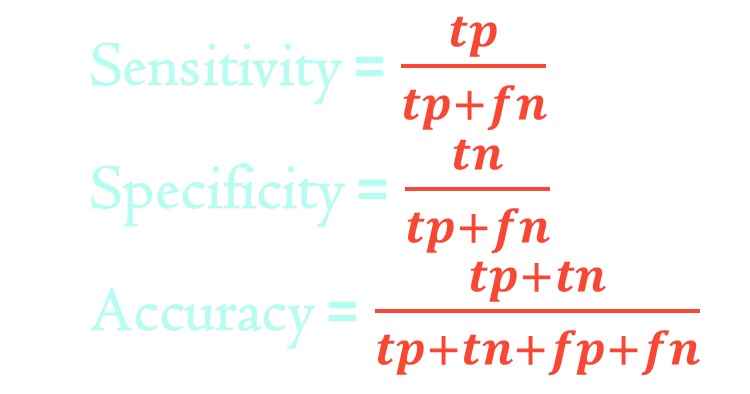 Sensitivity = tp / tp+fn
Specificity = tn / tp+fn
Accuracy = tp+tn / tp+tn+fp+fn